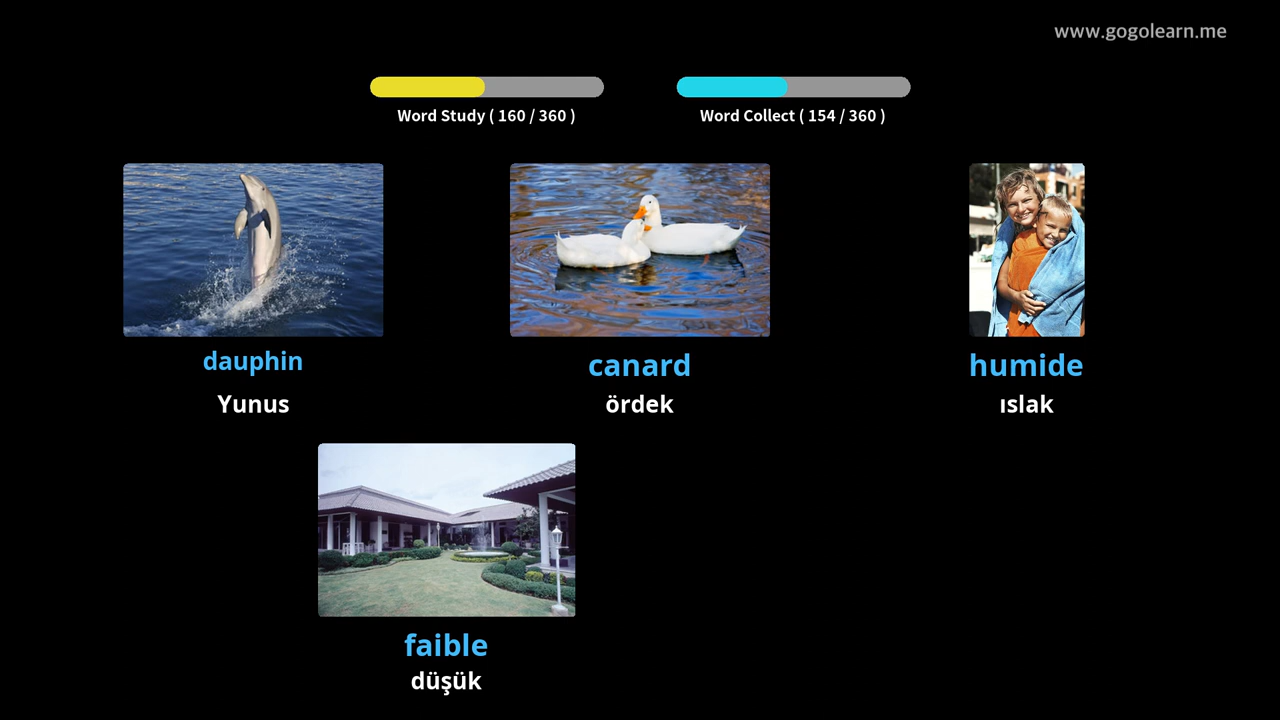 www.gogolearn.me
Word Study ( 160 / 360 )
Word Collect ( 154 / 360 )
dauphin
Yunus
canard
ördek
humide
ıslak
faible
düşük